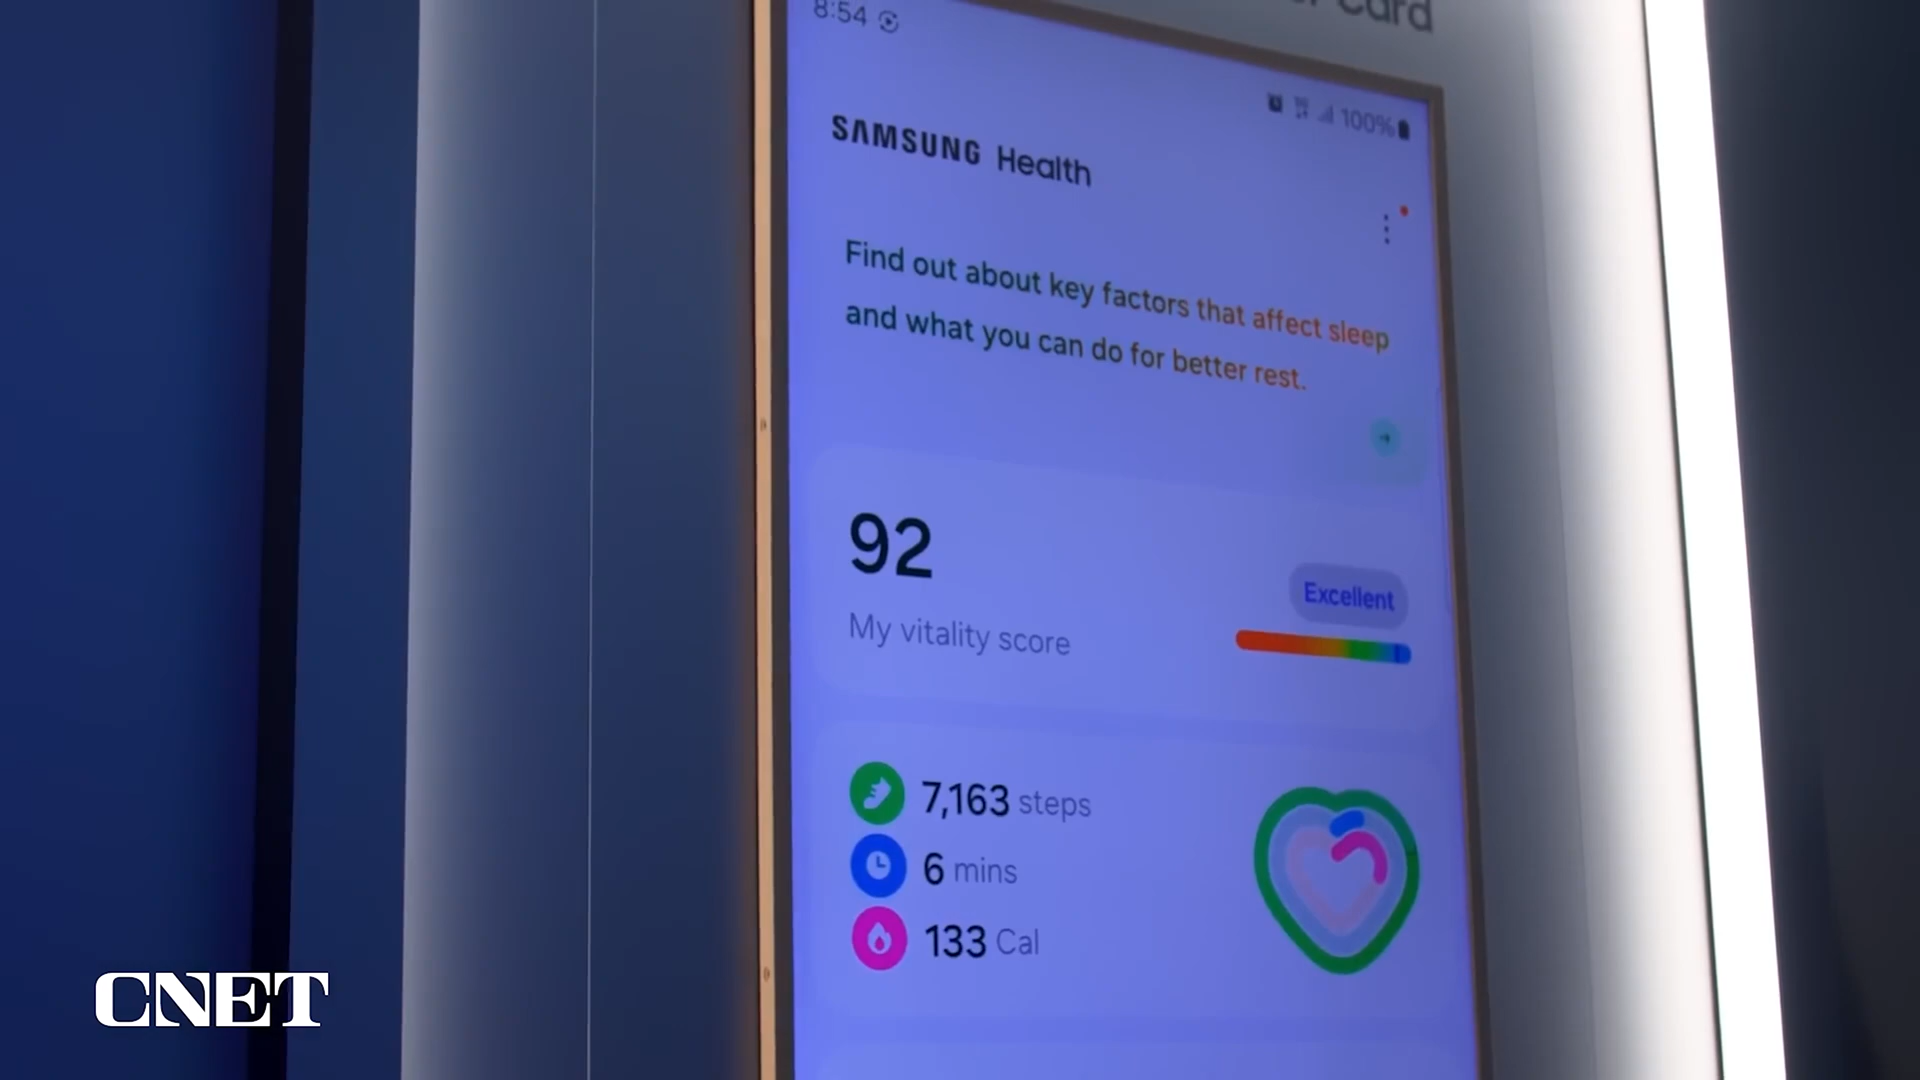 Card
8:54
100%
SAMSUNG Health
Find out about key factors that affect sleep
and what you can do for better rest.
92
Excellent
My vitality score
7,163 steps
6 mins
133 Cal
CNET